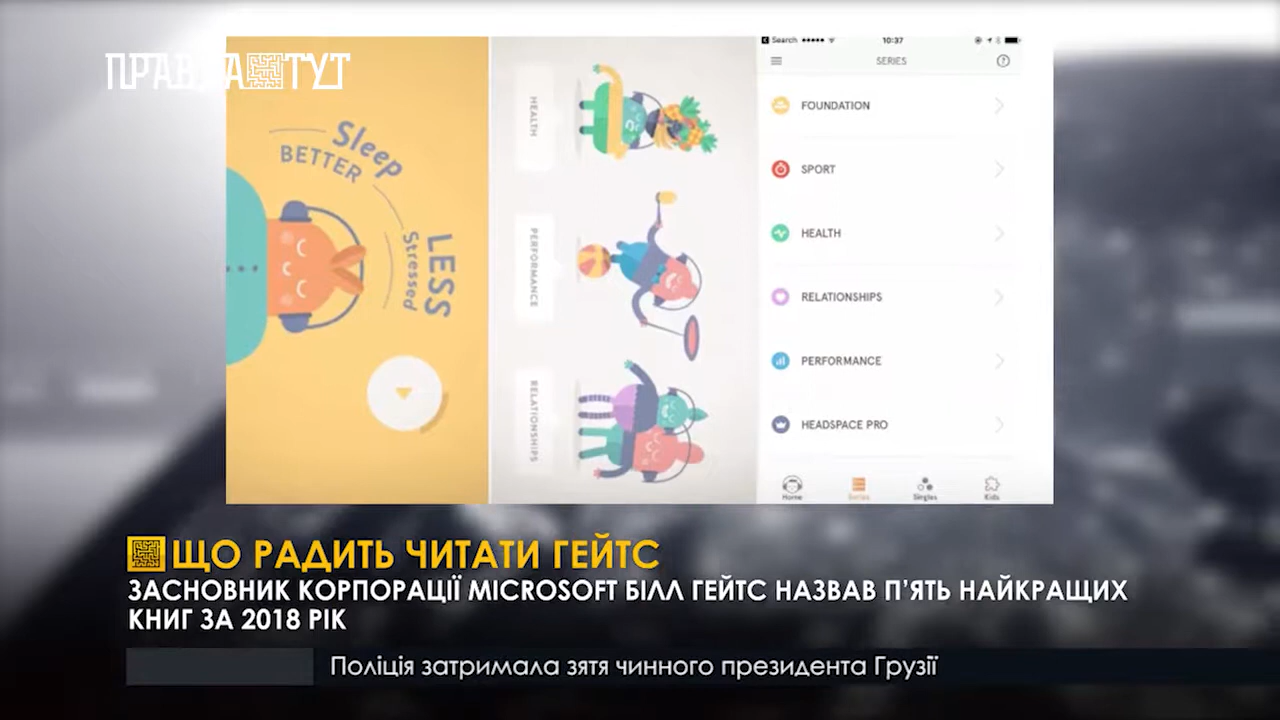 ПРАВДА ТУТ
Sleep
BETTER
LESS
Stressed
HEALTH
PERFORMANCE
RELATIONSHIPS
Search
10:37
SERIES
FOUNDATION
SPORT
HEALTH
RELATIONSHIPS
PERFORMANCE
HEADSPACE PRO
Home
Series
Singles
Kids
ЩО РАДИТЬ ЧИТАТИ ГЕЙТС
ЗАСНОВНИК КОРПОРАЦІЇ MICROSOFT БІЛЛ ГЕЙТС НАЗВАВ П’ЯТЬ НАЙКРАЩИХ
КНИГ ЗА 2018 РІК
Поліція затримала зятя чинного президента Грузії